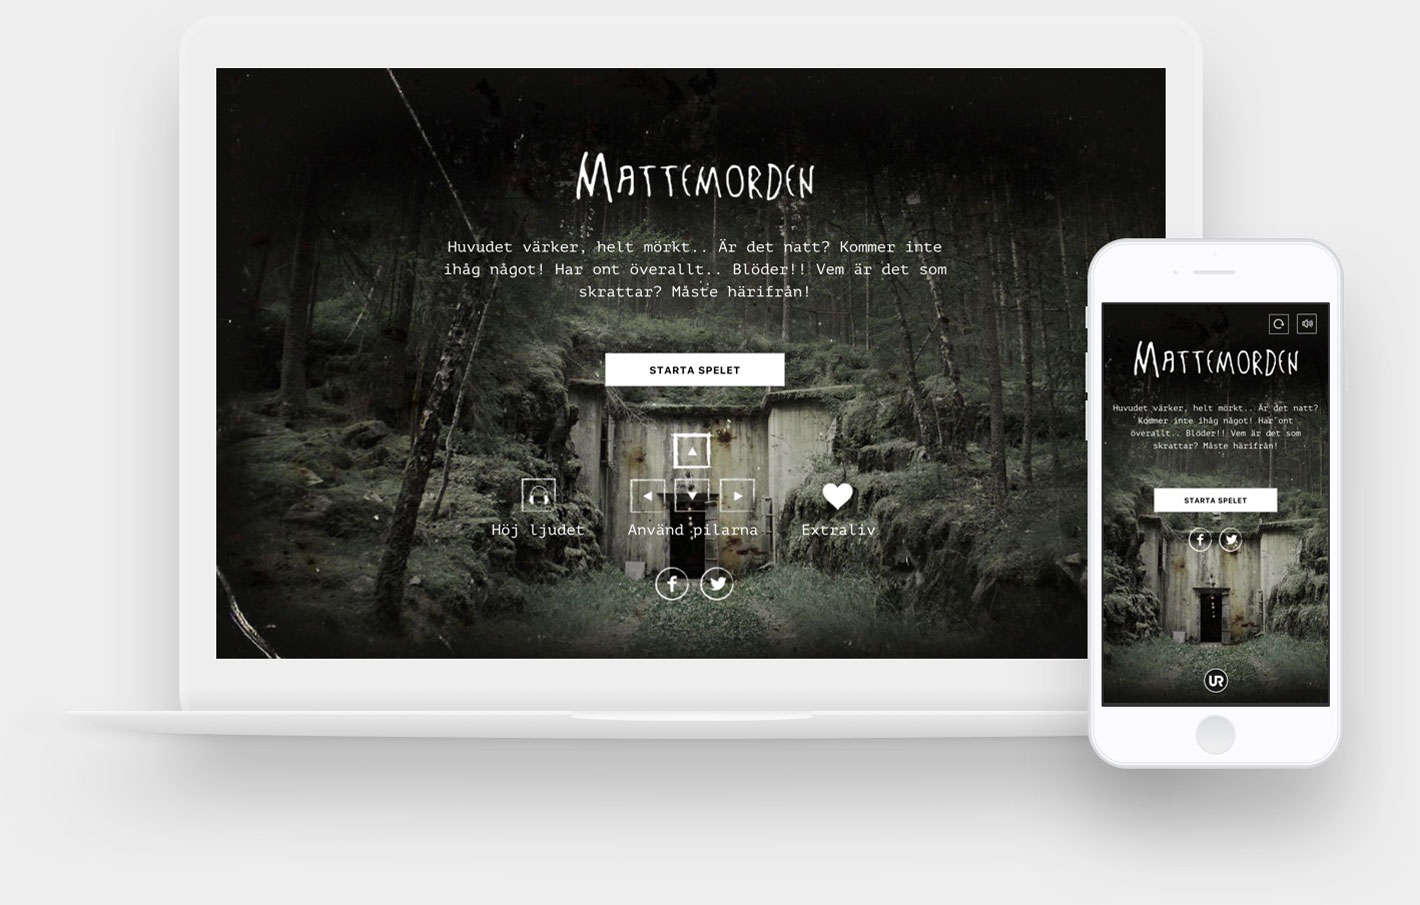 MATTEMORDEN
Huvudet värker, helt mörkt.. Är det natt? Kommer inte
ihåg något! Har ont överallt.. Blöder!! Vem är det som
skrattar? Måste härifrån!
STARTA SPELET
Höj ljudet
Använd pilarna
Extraliv
MATTEMORDEN
Huvudet värker, helt mörkt.. Är det natt?
Kommer inte ihåg något! Har ont
överallt.. Blöder!! Vem är det som
skrattar? Måste härifrån!
STARTA SPELET
UR